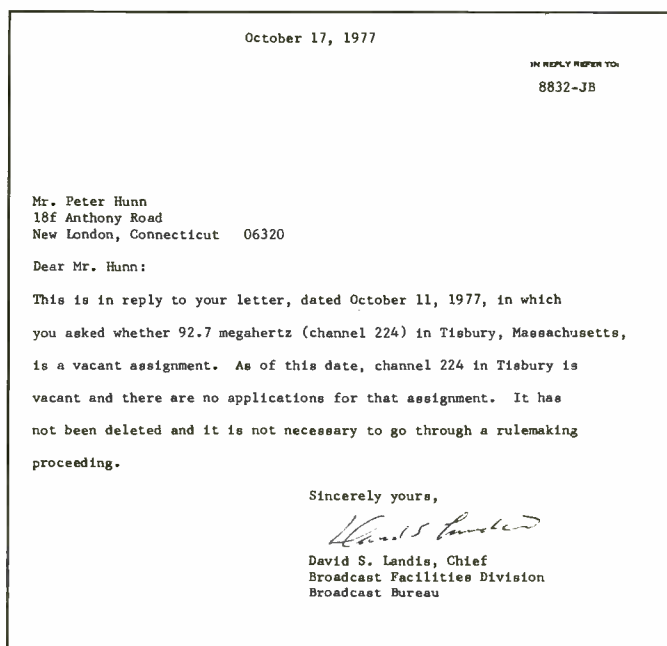 October 17, 1977
IN REPLY REFER TO:
8832-JB
Mr. Peter Hunn
18f Anthony Road
New London, Connecticut 06320
Dear Mr. Hunn:
This is in reply to your letter, dated October 11, 1977, in which
you asked whether 92.7 megahertz (channel 224) in Tisbury, Massachusetts,
is a vacant assignment. As of this date, channel 224 in Tisbury is
vacant and there are no applications for that assignment. It has
not been deleted and it is not necessary to go through a rulemaking
proceeding.
Sincerely yours,
David S. Landis
David S. Landis, Chief
Broadcast Facilities Division
Broadcast Bureau